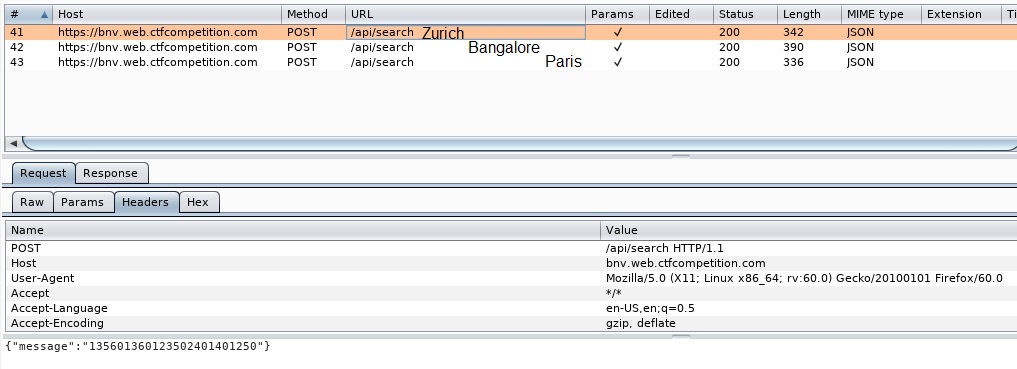 # Host Method URL Params Edited Status Length MIME type Extension Ti
41 https://bnv.web.ctfcompetition.com POST /api/search Zurich ✓ 200 342 JSON
42 https://bnv.web.ctfcompetition.com POST /api/search Bangalore ✓ 200 390 JSON
43 https://bnv.web.ctfcompetition.com POST /api/search Paris ✓ 200 336 JSON
Request Response
Raw Params Headers Hex
Name Value
POST /api/search HTTP/1.1
Host bnv.web.ctfcompetition.com
User-Agent Mozilla/5.0 (X11; Linux x86_64; rv:60.0) Gecko/20100101 Firefox/60.0
Accept */*
Accept-Language en-US,en;q=0.5
Accept-Encoding gzip, deflate
{"message":"135601360123502401401250"}